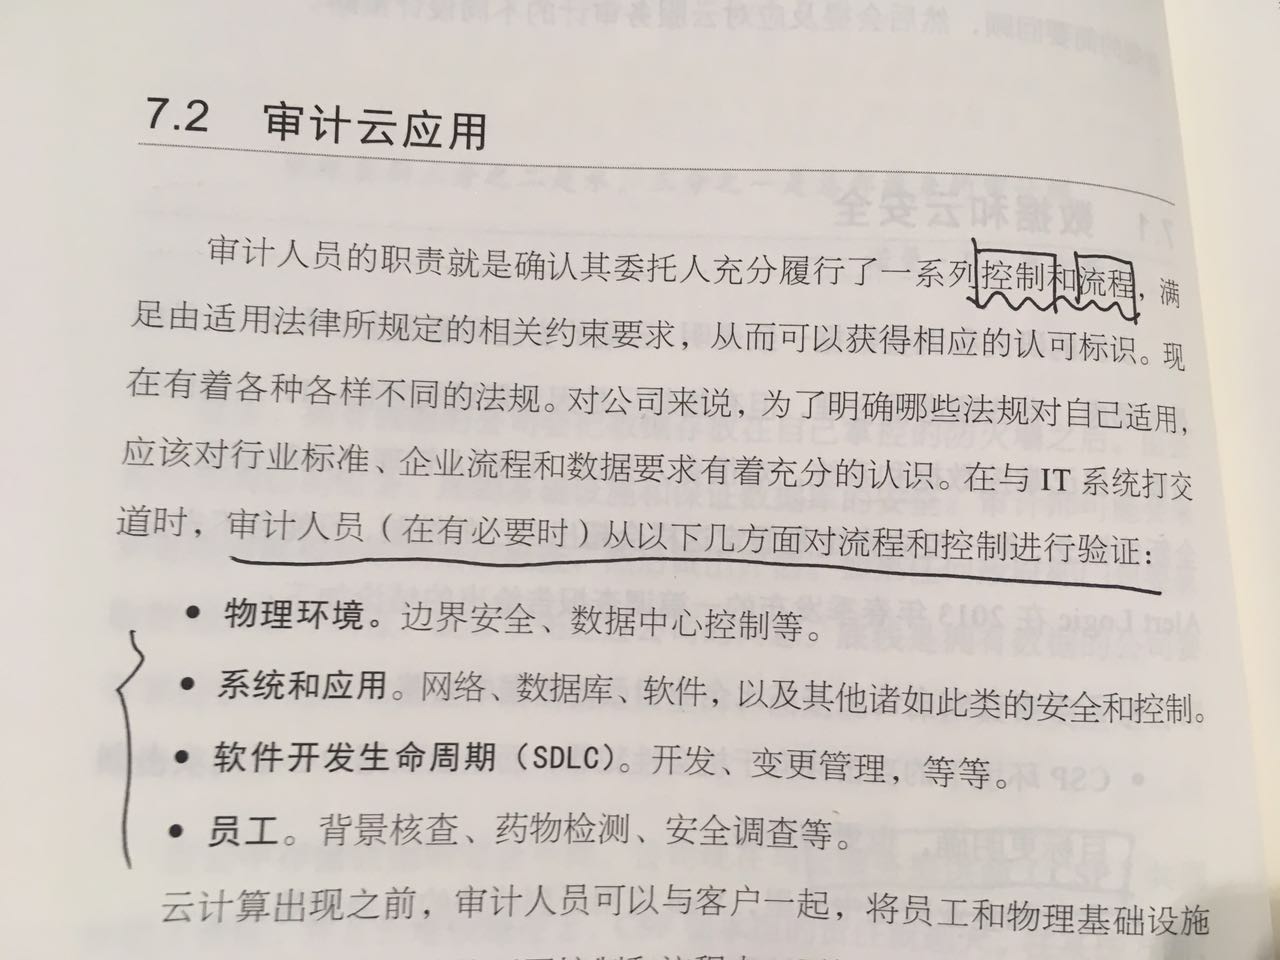 7.2 审计云应用
审计人员的职责就是确认其委托人充分履行了一系列控制和流程，满
足由适用法律所规定的相关约束要求，从而可以获得相应的认可标识。现
在有着各种各样不同的法规。对公司来说，为了明确哪些法规对自己适用，
应该对行业标准、企业流程和数据要求有着充分的认识。在与 IT 系统打交
道时，审计人员（在有必要时）从以下几方面对流程和控制进行验证：
• 物理环境。边界安全、数据中心控制等。
• 系统和应用。网络、数据库、软件，以及其他诸如此类的安全和控制。
• 软件开发生命周期（SDLC）。开发、变更管理，等等。
• 员工。背景核查、药物检测、安全调查等。
云计算出现之前，审计人员可以与客户一起，将员工和物理基础设施